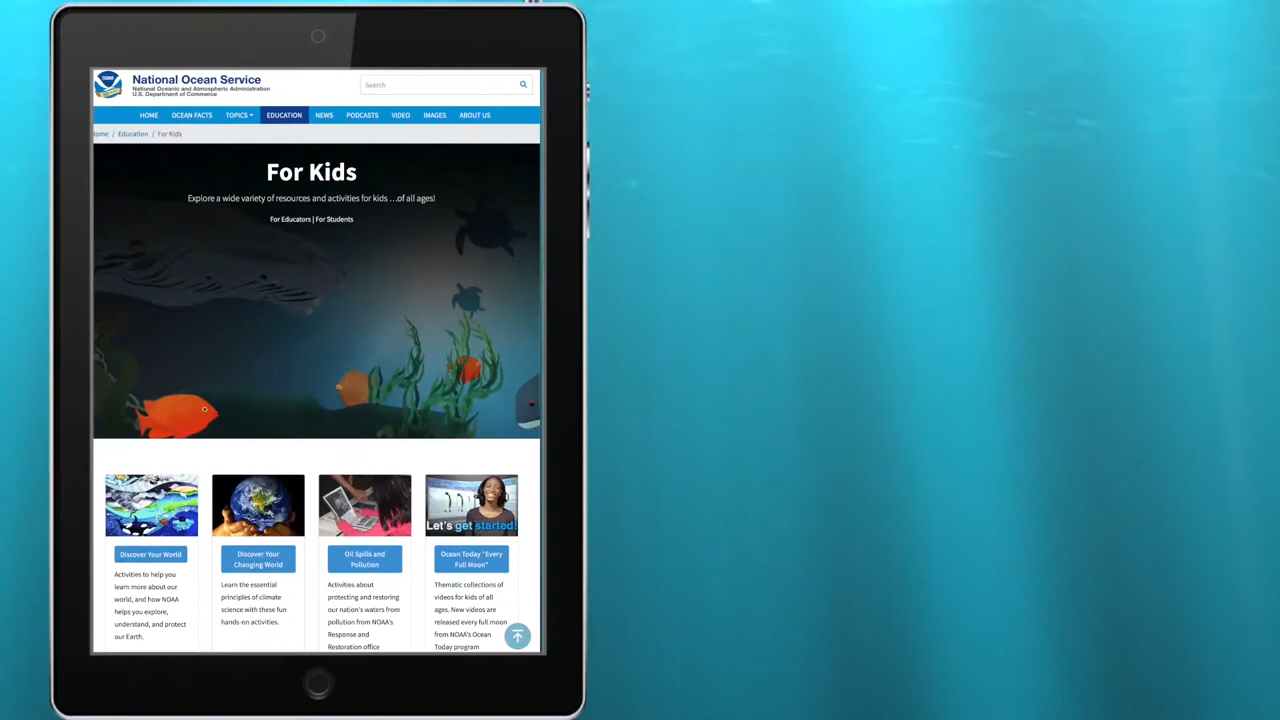 NOAA
National Ocean Service
National Oceanic and Atmospheric Administration
U.S. Department of Commerce
Search
HOME OCEAN FACTS TOPICS EDUCATION NEWS PODCASTS VIDEO IMAGES ABOUT US
ome / Education / For Kids
For Kids
Explore a wide variety of resources and activities for kids ...of all ages!
For Educators | For Students
Let's get started!
Discover Your World
Activities to help you
learn more about our
world, and how NOAA
helps you explore,
understand, and protect
our Earth.
Discover Your
Changing World
Learn the essential
principles of climate
science with these fun
hands-on activities.
Oil Spills and
Pollution
Activities about
protecting and restoring
our nation's waters from
pollution from NOAA's
Response and
Restoration office
Ocean Today "Every
Full Moon"
Thematic collections of
videos for kids of all
ages. New videos are
released every full moon
from NOAA's Ocean
Today program